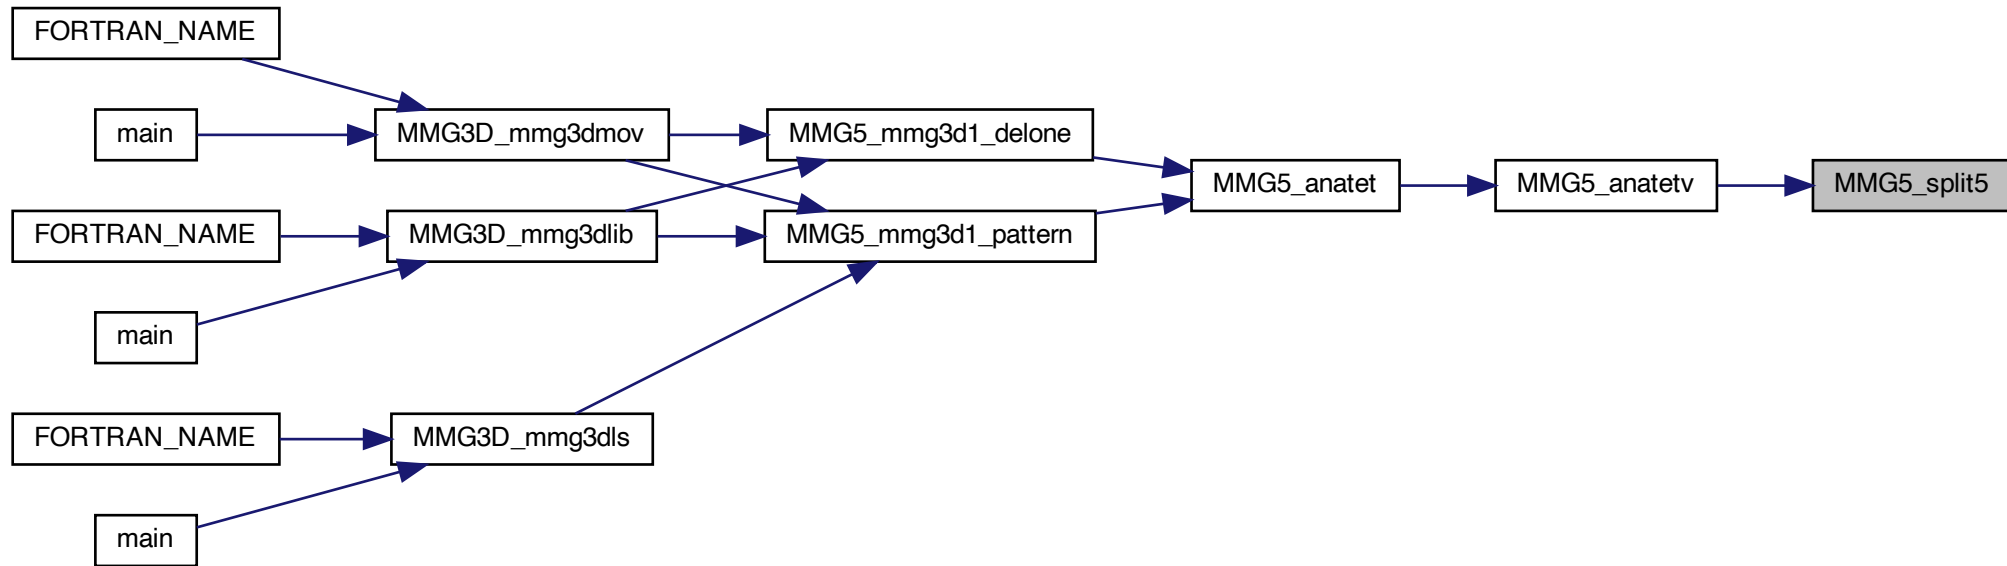 FORTRAN_NAME
main
MMG3D_mmg3dmov
MMG5_mmg3d1_delone
MMG5_anatet
MMG5_anatetv
MMG5_split5
FORTRAN_NAME
MMG3D_mmg3dlib
MMG5_mmg3d1_pattern
main
FORTRAN_NAME
MMG3D_mmg3dls
main